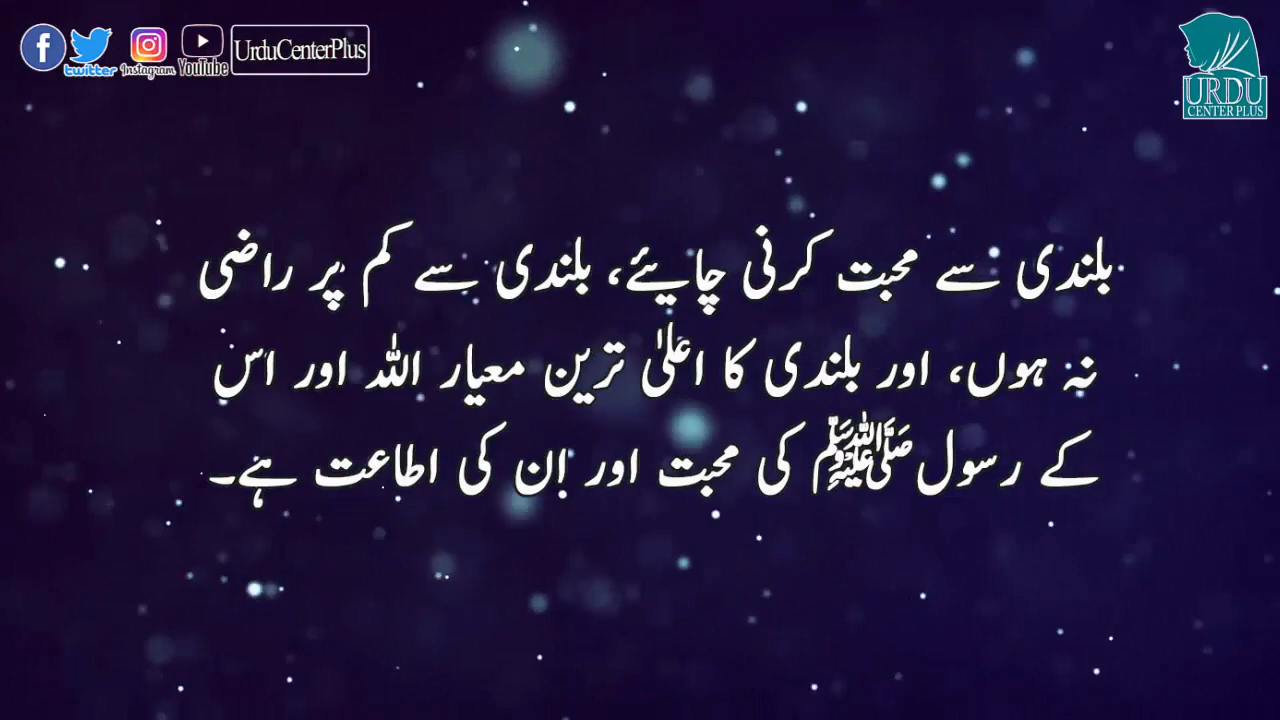 twitter Instagram YouTube UrduCenterPlus
URDU
CENTER PLUS
بلندی سے محبت کرنی چاہیئے، بلندی سے کم پر راضی
نہ ہوں، اور بلندی کا اعلیٰ ترین معیار اللہ اور اس
کے رسول ﷺ کی محبت اور ان کی اطاعت ہے۔